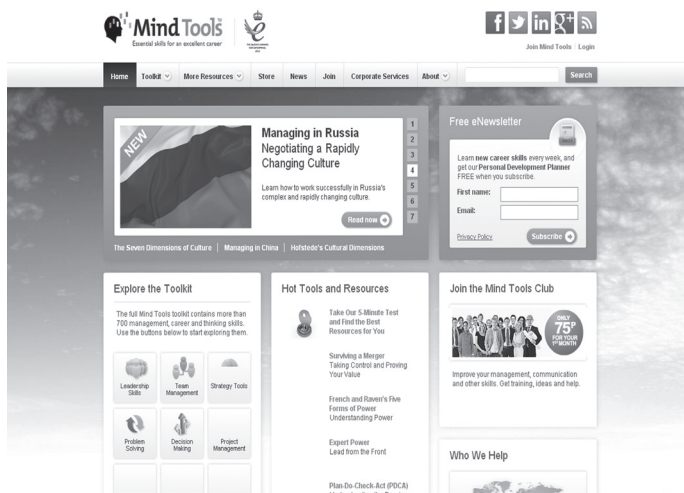 Mind Tools
Essential skills for an excellent career
f t in g+
Join Mind Tools | Login
Home Toolkit More Resources Store News Join Corporate Services About Search
NEW
Managing in Russia
Negotiating a Rapidly
Changing Culture
Learn how to work successfully in Russia's
complex and rapidly changing culture.
Read now
1
2
3
4
5
6
7
The Seven Dimensions of Culture | Managing in China | Hofstede's Cultural Dimensions
Free eNewsletter
Learn new career skills every week, and
get our Personal Development Planner
FREE when you subscribe.
First name:
Email:
Privacy Policy Subscribe
Explore the Toolkit
The full Mind Tools toolkit contains more than
700 management, career and thinking skills.
Use the buttons below to start exploring them.
Leadership
Skills
Team
Management
Strategy Tools
Problem
Solving
Decision
Making
Project
Management
Hot Tools and Resources
Take Our 5-Minute Test
and Find the Best
Resources for You
Surviving a Merger
Taking Control and Proving
Your Value
French and Raven's Five
Forms of Power
Understanding Power
Expert Power
Lead from the Front
Plan-Do-Check-Act (PDCA)
Join the Mind Tools Club
ONLY
75P
FOR YOUR
1ST MONTH
Improve your management, communication
and other skills. Get training, ideas and help.
Who We Help